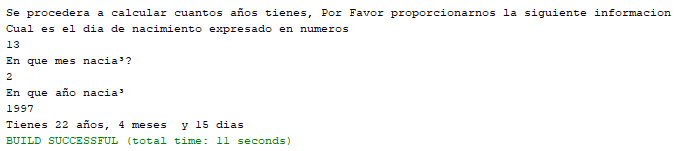 Se procedera a calcular cuantos años tienes, Por Favor proporcionarnos la siguiente informacion
Cual es el dia de nacimiento expresado en numeros
13
En que mes nacia³?
2
En que año nacia³
1997
Tienes 22 años, 4 meses  y 15 dias
BUILD SUCCESSFUL (total time: 11 seconds)